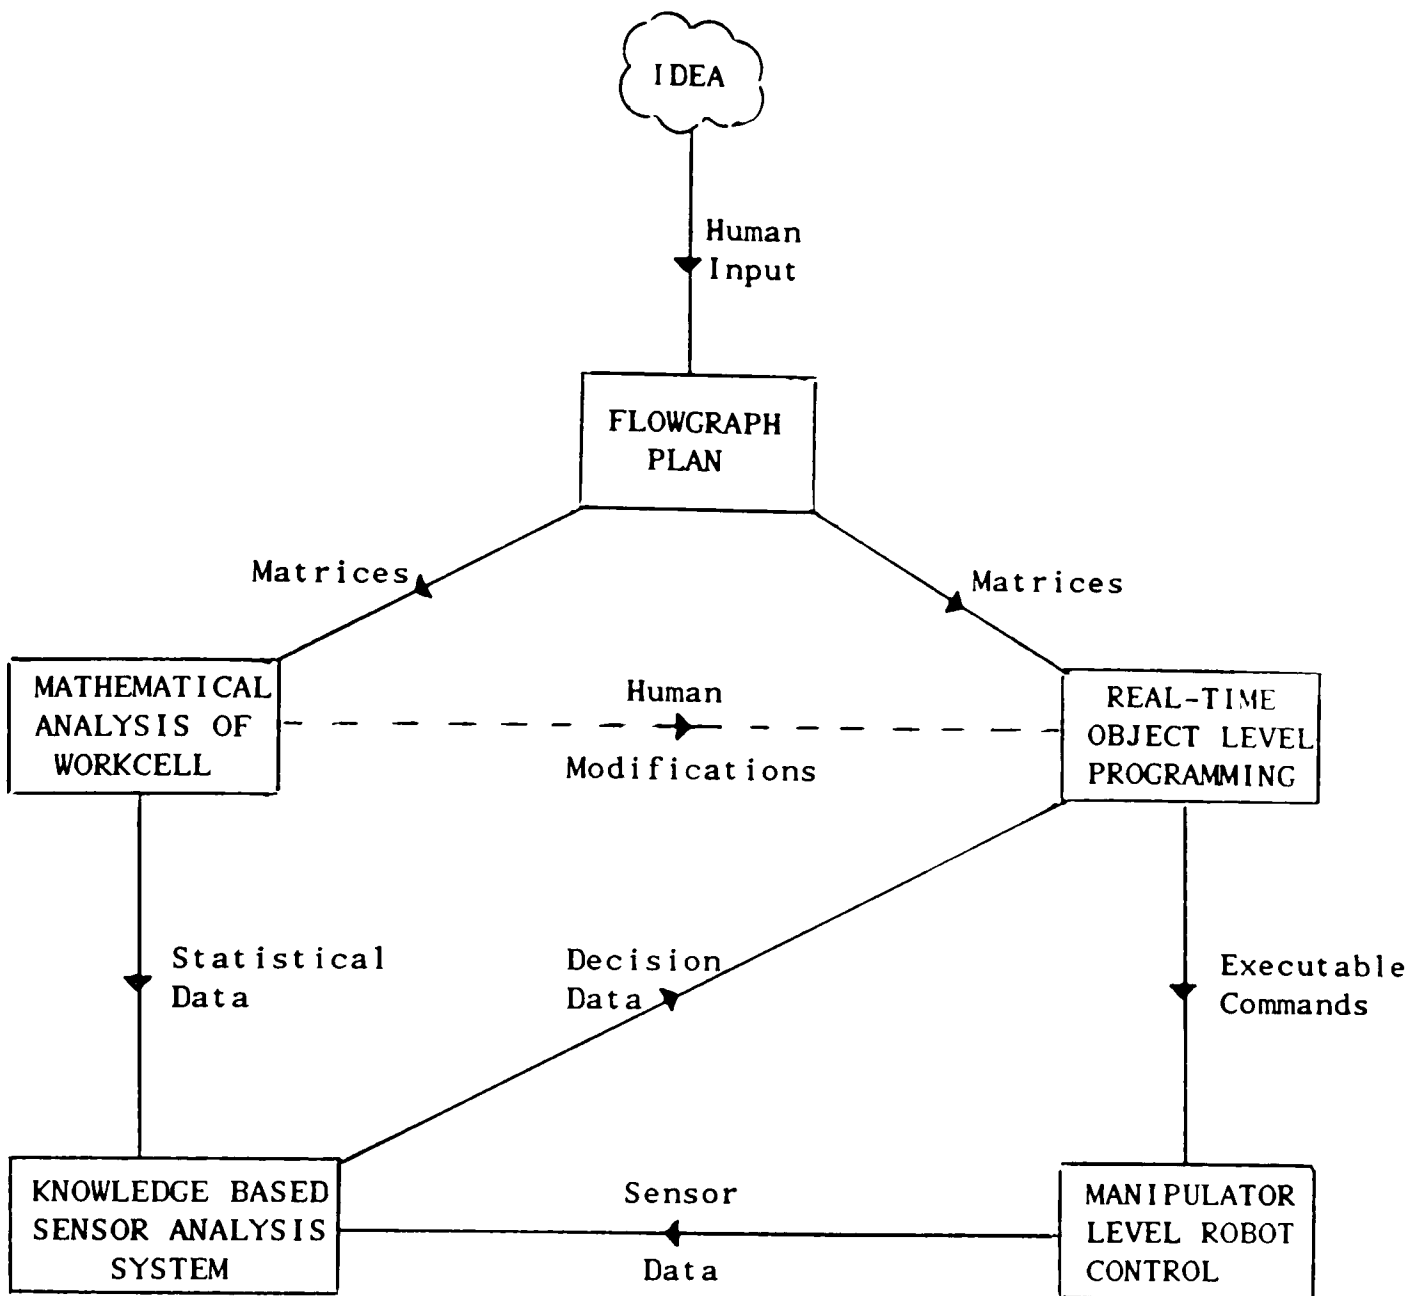 IDEA
Human
Input
FLOWGRAPH
PLAN
Matrices
Matrices
MATHEMATICAL
ANALYSIS OF
WORKCELL
Human
Modifications
REAL-TIME
OBJECT LEVEL
PROGRAMMING
Statistical
Data
Decision
Data
Executable
Commands
KNOWLEDGE BASED
SENSOR ANALYSIS
SYSTEM
Sensor
Data
MANIPULATOR
LEVEL ROBOT
CONTROL